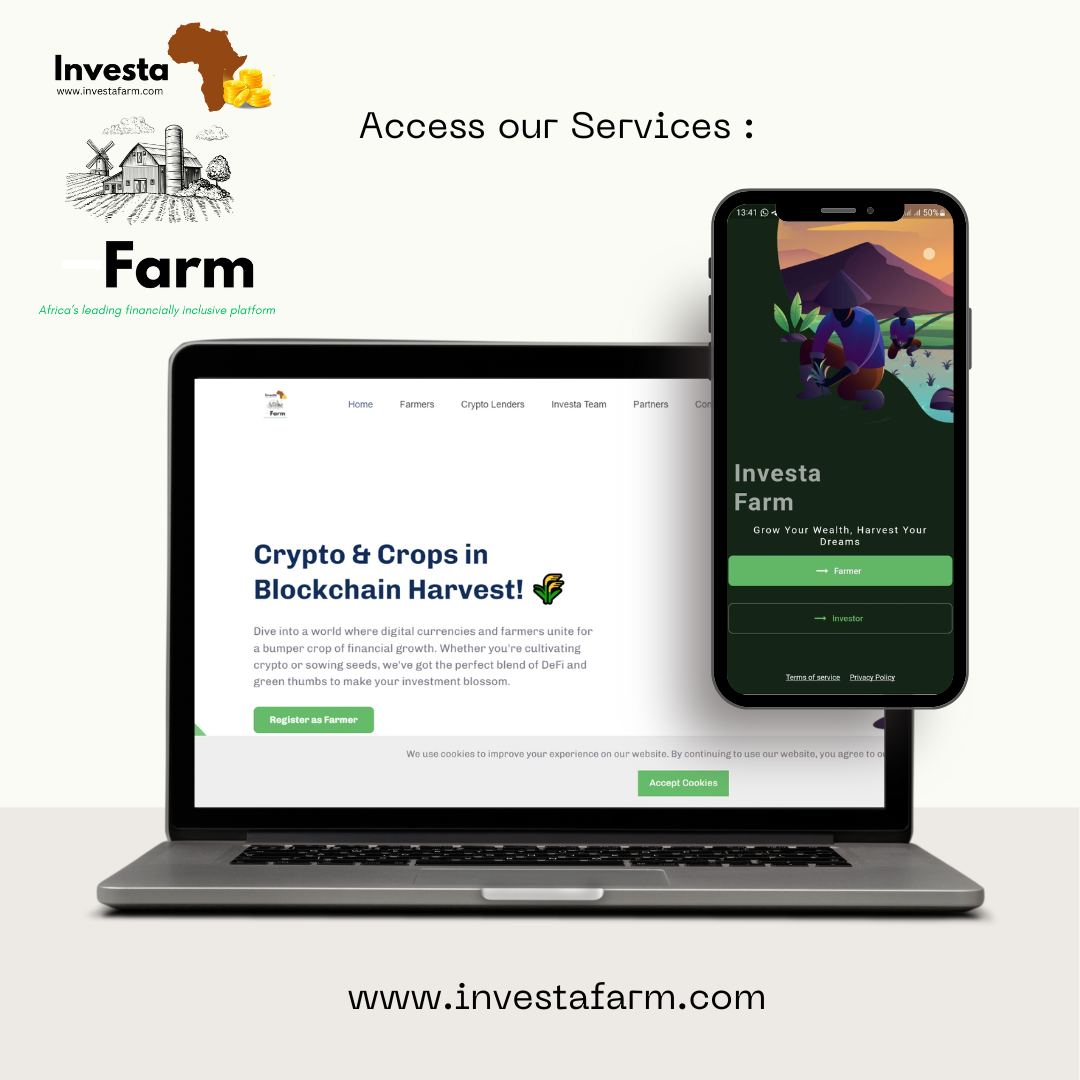 Investa
www.investafarm.com
Farm
Africa's leading financially inclusive platform
Access our Services :
13:41
50%
Investa
Farm
Grow Your Wealth, Harvest Your
Dreams
→ Farmer
→ Investor
Terms of service Privacy Policy
Farm
Home Farmers Crypto Lenders Investa Team Partners Con
Crypto & Crops in
Blockchain Harvest!
Dive into a world where digital currencies and farmers unite for
a bumper crop of financial growth. Whether you're cultivating
crypto or sowing seeds, we've got the perfect blend of DeFi and
green thumbs to make your investment blossom.
Register as Farmer
We use cookies to improve your experience on our website. By continuing to use our website, you agree to
Accept Cookies
www.investafarm.com